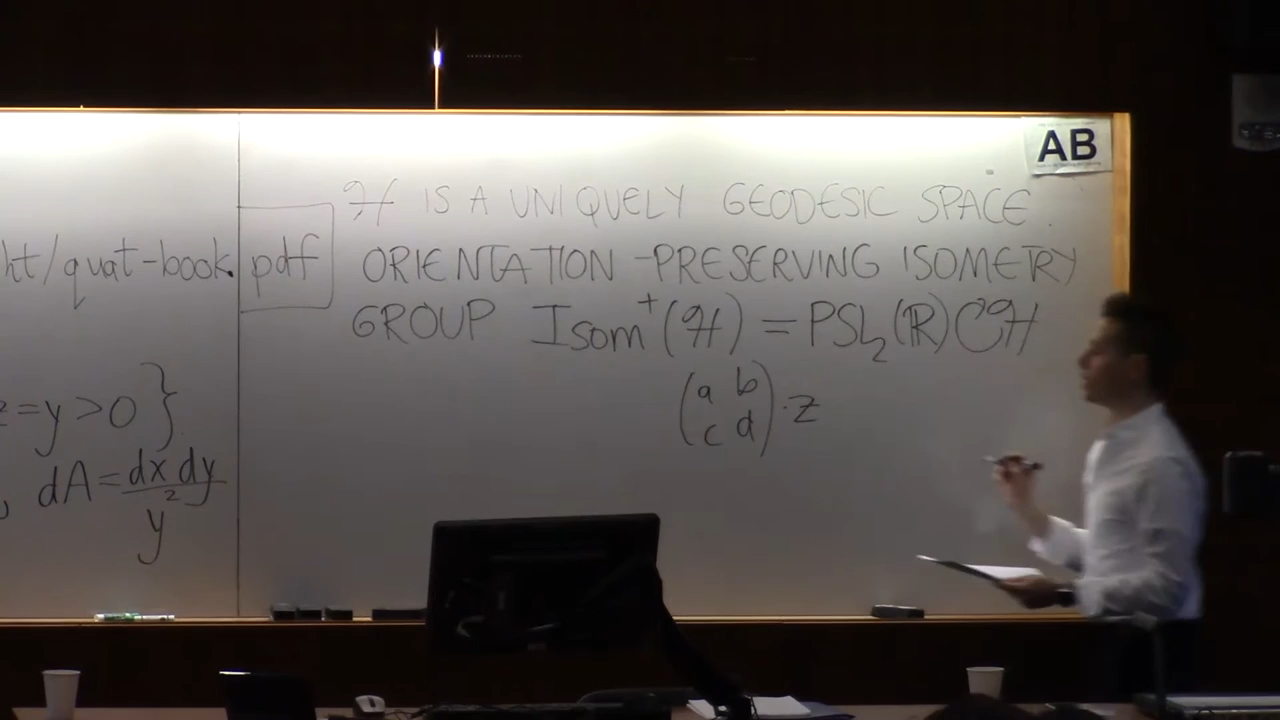 AB
ht/quat-book.pdf
=y>0}
dA=dx dy/y²
ℋ IS A UNIQUELY GEODESIC SPACE.
ORIENTATION-PRESERVING ISOMETRY
GROUP Isom⁺(ℋ) = PSL₂(ℝ)↻ℋ
(a b
c d)·z